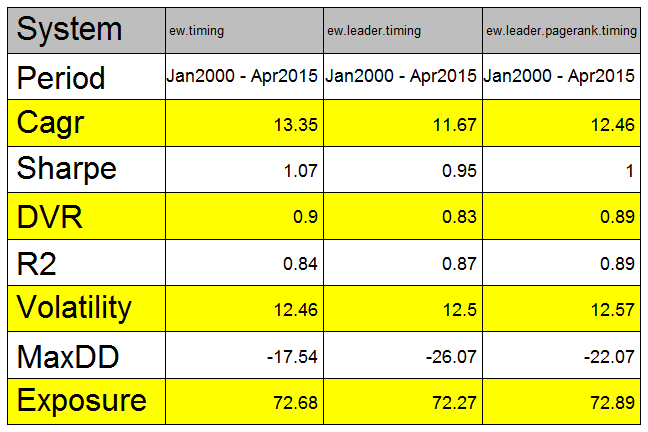 System ew.timing ew.leader.timing ew.leader.pagerank.timing
Period Jan2000 - Apr2015 Jan2000 - Apr2015 Jan2000 - Apr2015
Cagr 13.35 11.67 12.46
Sharpe 1.07 0.95 1
DVR 0.9 0.83 0.89
R2 0.84 0.87 0.89
Volatility 12.46 12.5 12.57
MaxDD -17.54 -26.07 -22.07
Exposure 72.68 72.27 72.89